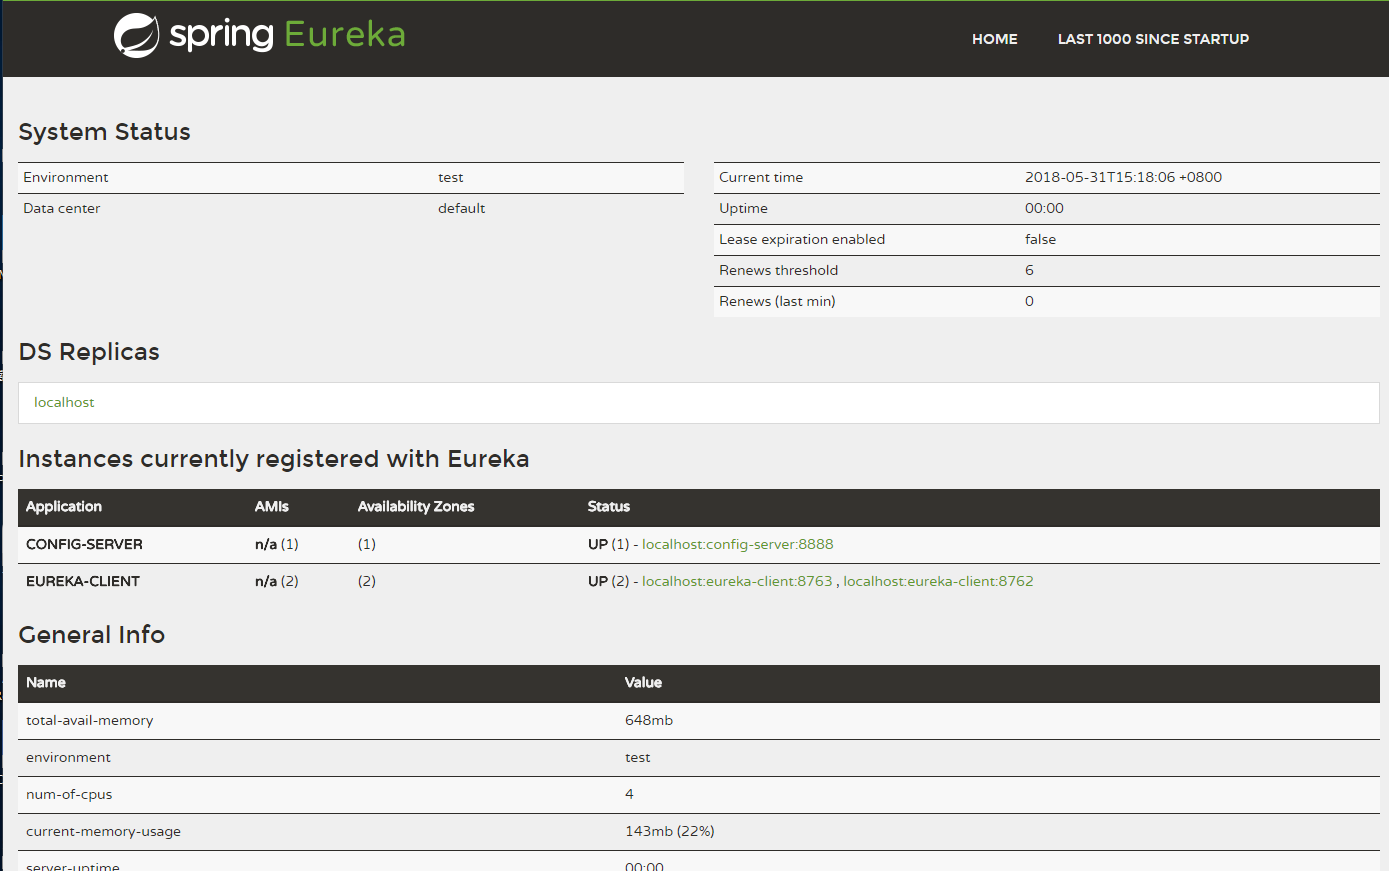 spring Eureka
HOME LAST 1000 SINCE STARTUP
System Status
Environment test
Data center default
Current time 2018-05-31T15:18:06 +0800
Uptime 00:00
Lease expiration enabled false
Renews threshold 6
Renews (last min) 0
DS Replicas
localhost
Instances currently registered with Eureka
Application AMIs Availability Zones Status
CONFIG-SERVER n/a (1) (1) UP (1) - localhost:config-server:8888
EUREKA-CLIENT n/a (2) (2) UP (2) - localhost:eureka-client:8763 , localhost:eureka-client:8762
General Info
Name Value
total-avail-memory 648mb
environment test
num-of-cpus 4
current-memory-usage 143mb (22%)
server-uptime 00:00